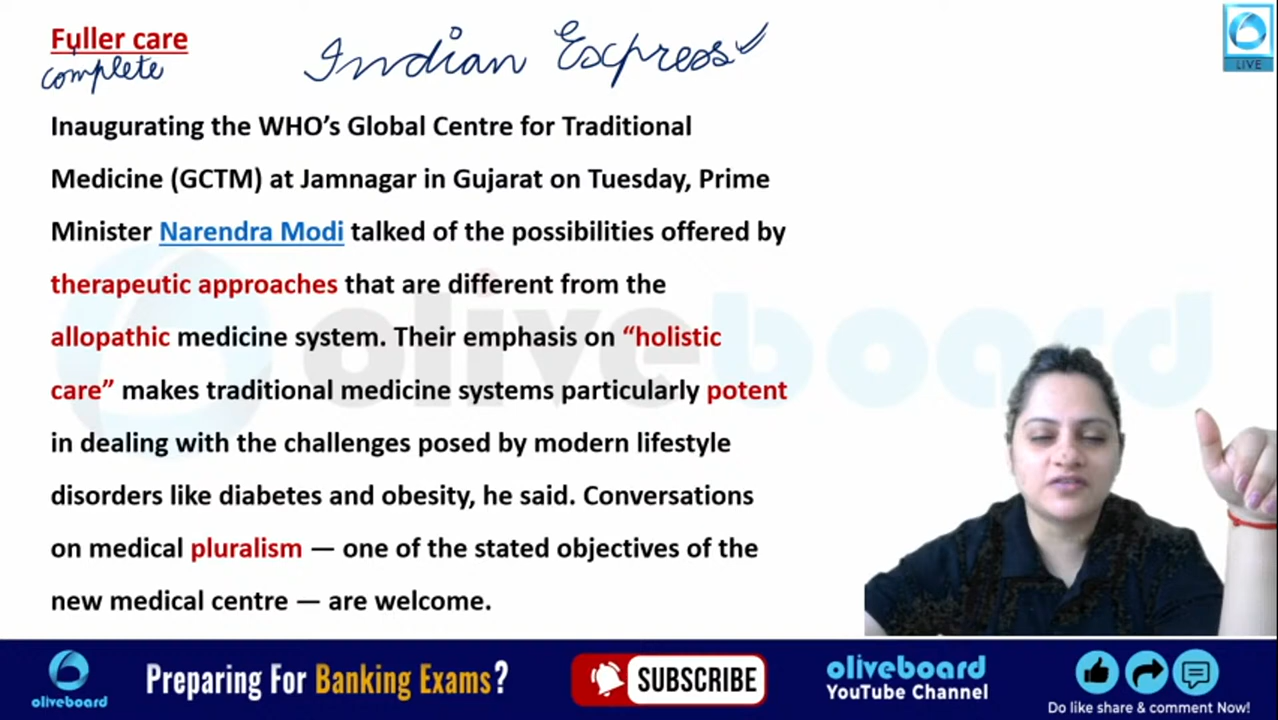 Fuller care
complete
Indian Express
LIVE
Inaugurating the WHO’s Global Centre for Traditional
Medicine (GCTM) at Jamnagar in Gujarat on Tuesday, Prime
Minister Narendra Modi talked of the possibilities offered by
therapeutic approaches that are different from the
allopathic medicine system. Their emphasis on “holistic
care” makes traditional medicine systems particularly potent
in dealing with the challenges posed by modern lifestyle
disorders like diabetes and obesity, he said. Conversations
on medical pluralism — one of the stated objectives of the
new medical centre — are welcome.
oliveboard
oliveboard
Preparing For Banking Exams?
SUBSCRIBE
oliveboard
YouTube Channel
Do like share & comment Now!